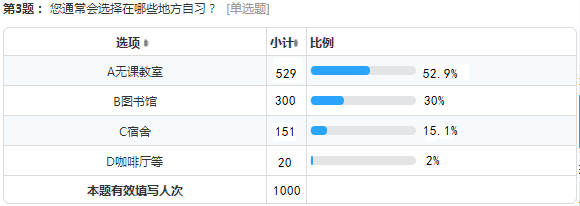 第3题： 您通常会选择在哪些地方自习？ [单选题]
选项 小计 比例
A无课教室 529 52.9%
B图书馆 300 30%
C宿舍 151 15.1%
D咖啡厅等 20 2%
本题有效填写人次 1000